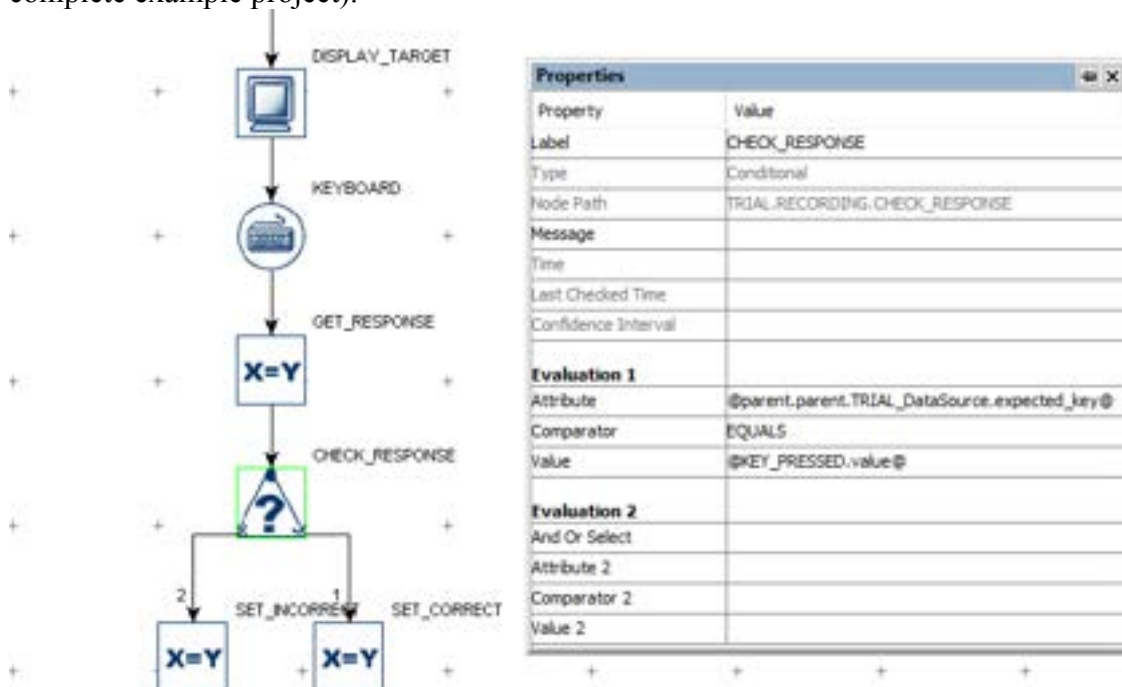 complete example project).
DISPLAY_TARGET
KEYBOARD
GET_RESPONSE
X=Y
CHECK_RESPONSE
?
2
1
SET_INCORRECT
SET_CORRECT
X=Y
X=Y
Properties
Property Value
Label CHECK_RESPONSE
Type Conditional
Node Path TRIAL.RECORDING.CHECK_RESPONSE
Message
Time
Last Checked Time
Confidence Interval
Evaluation 1
Attribute @parent.parent.TRIAL_DataSource.expected_key@
Comparator EQUALS
Value @KEY_PRESSED.value@
Evaluation 2
And Or Select
Attribute 2
Comparator 2
Value 2